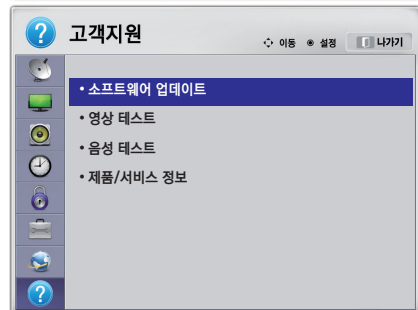 고객지원
이동 설정 나가기
• 소프트웨어 업데이트
• 영상 테스트
• 음성 테스트
• 제품/서비스 정보